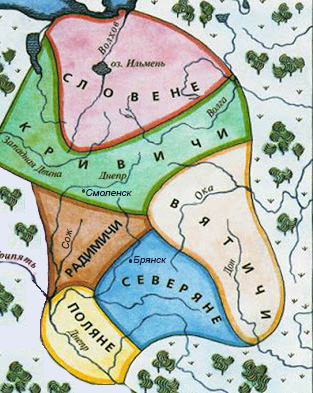 Волхов
оз. Ильмень
СЛОВЕНЕ
КРИВИЧИ
Волга
Западная Двина
Днепр
Смоленск
Ока
ВЯТИЧИ
Сож
РАДИМИЧИ
Дон
Брянск
СЕВЕРЯНЕ
рипять
ПОЛЯНЕ
Днепр